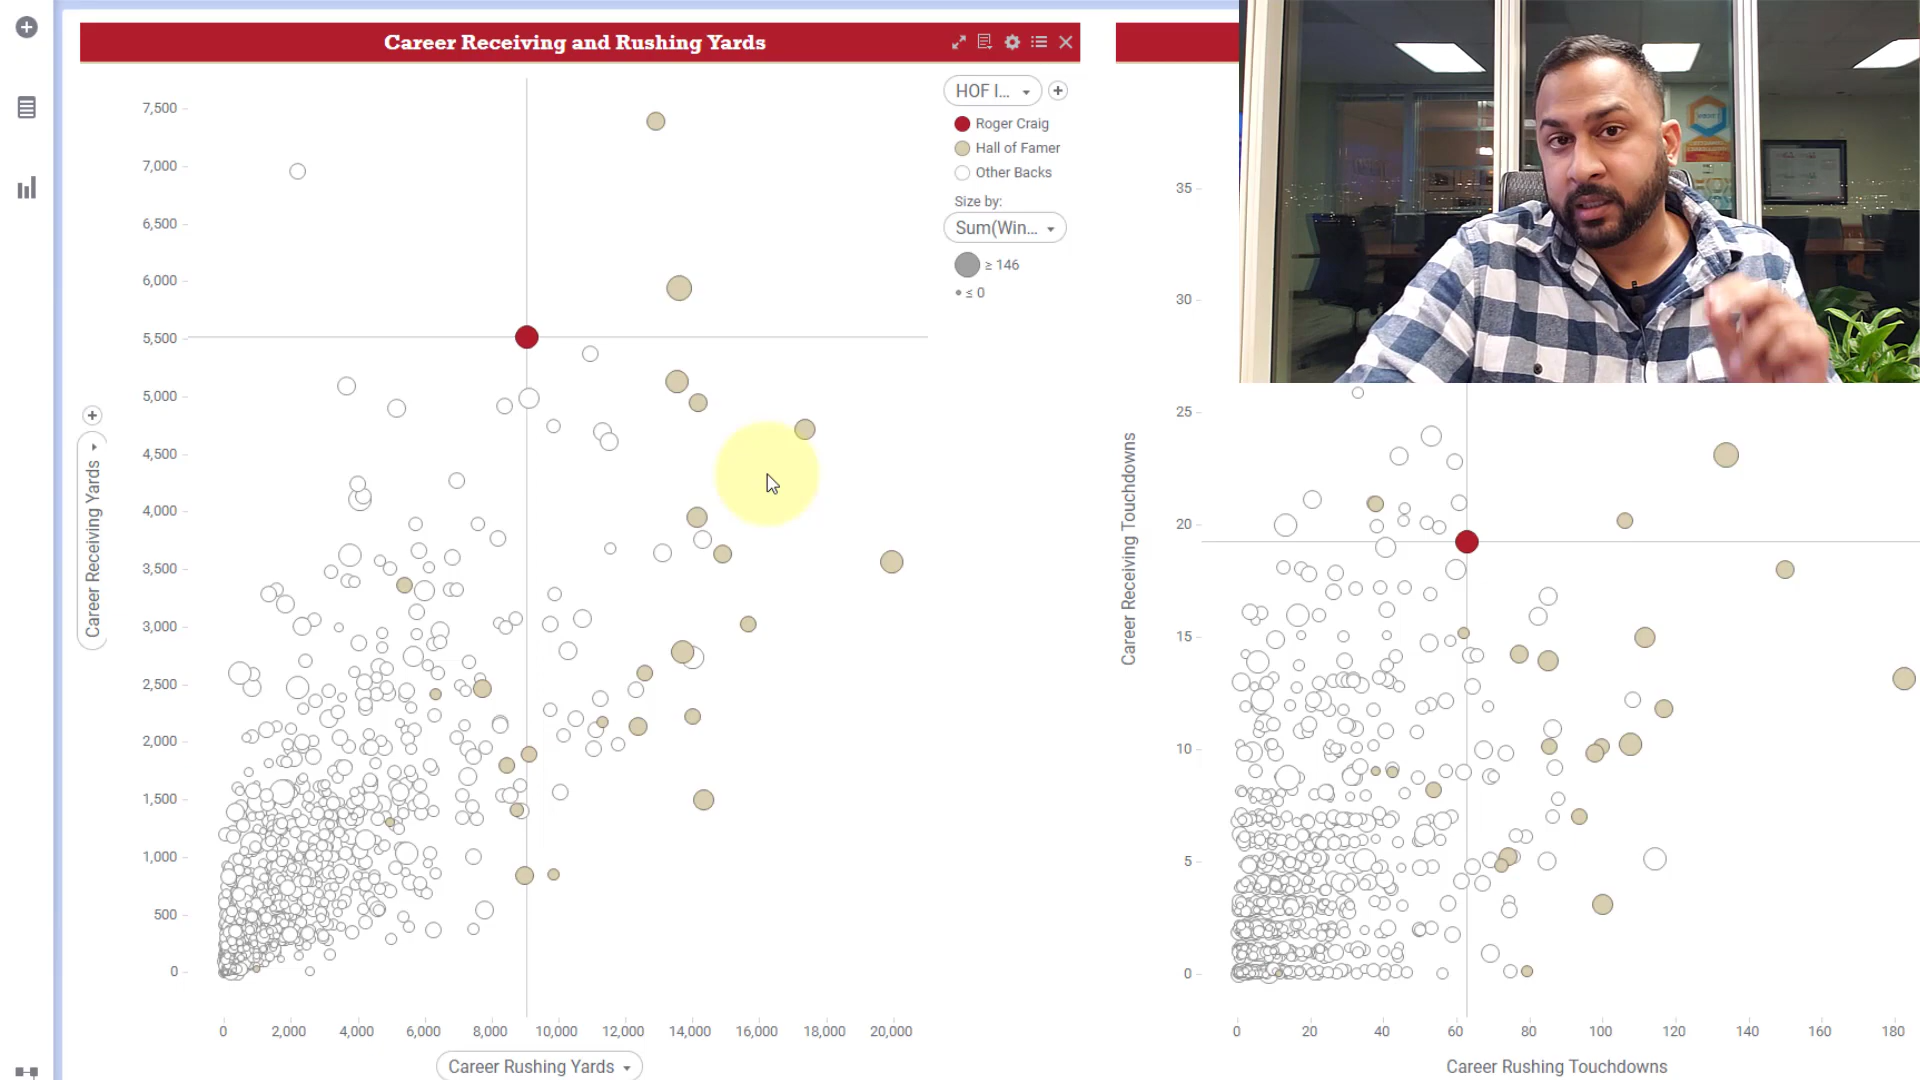 Career Receiving and Rushing Yards
HOF I...
Roger Craig
Hall of Famer
Other Backs
Size by:
Sum(Win...
≥ 146
≤ 0
7,500
7,000
6,500
6,000
5,500
5,000
4,500
4,000
3,500
3,000
2,500
2,000
1,500
1,000
500
0
Career Receiving Yards
0 2,000 4,000 6,000 8,000 10,000 12,000 14,000 16,000 18,000 20,000
Career Rushing Yards
35
30
25
20
15
10
5
0
Career Receiving Touchdowns
0 20 40 60 80 100 120 140 160 180
Career Rushing Touchdowns